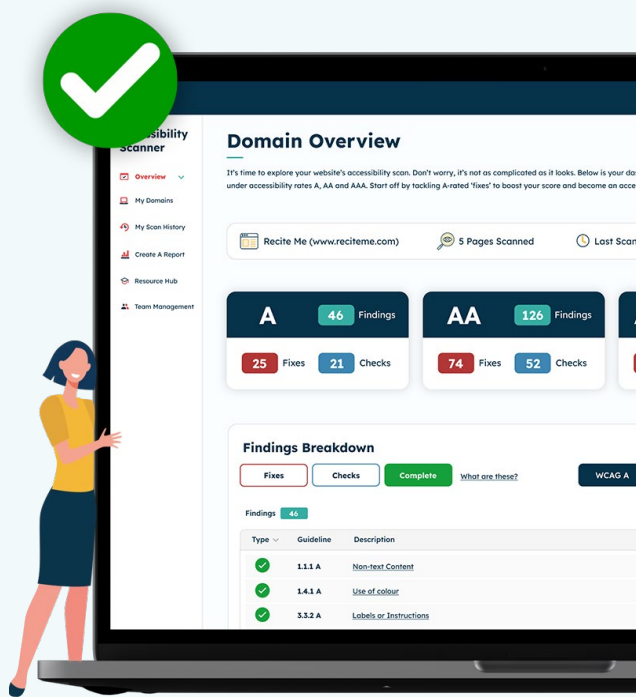 Scanner
Overview
My Domains
My Scan History
Create A Report
Resource Hub
Team Management
Domain Overview
It's time to explore your website's accessibility scan. Don't worry, it's not as complicated as it looks. Below is your
under accessibility rates A, AA and AAA. Start off by tackling A-rated 'fixes' to boost your score and become an
Recite Me (www.reciteme.com)
5 Pages Scanned
Last
A
46 Findings
25 Fixes
21 Checks
AA
126 Findings
74 Fixes
52 Checks
Findings Breakdown
Fixes
Checks
Complete
What are these?
WCAG A
Findings 46
Type
Guideline
Description
1.1.1 A
Non-text Content
1.4.1 A
Use of colour
3.3.2 A
Labels or Instructions